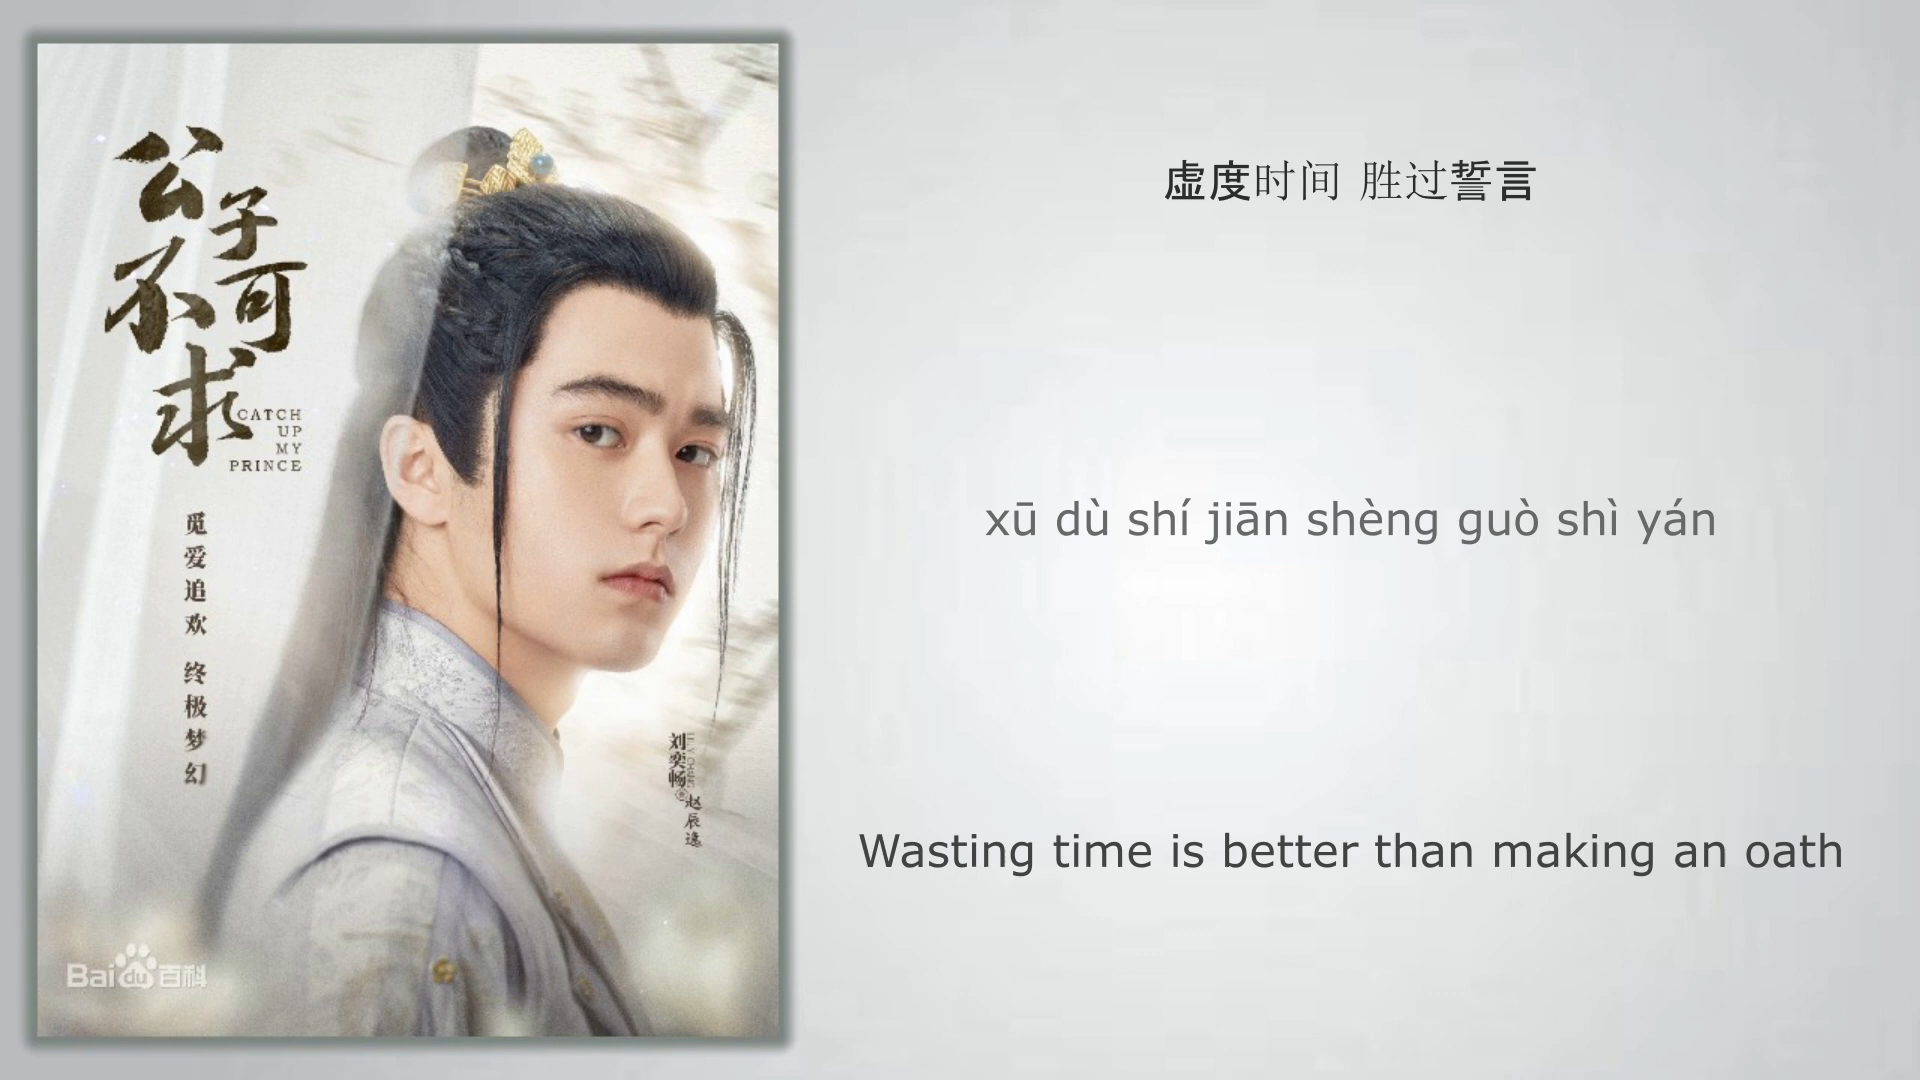 公子
不可
求
CATCH
UP
MY
PRINCE
觅爱追欢 终极梦幻
刘奕畅
赵辰逸
Baidu百科
虚度时间 胜过誓言
xū dù shí jiān shèng guò shì yán
Wasting time is better than making an oath